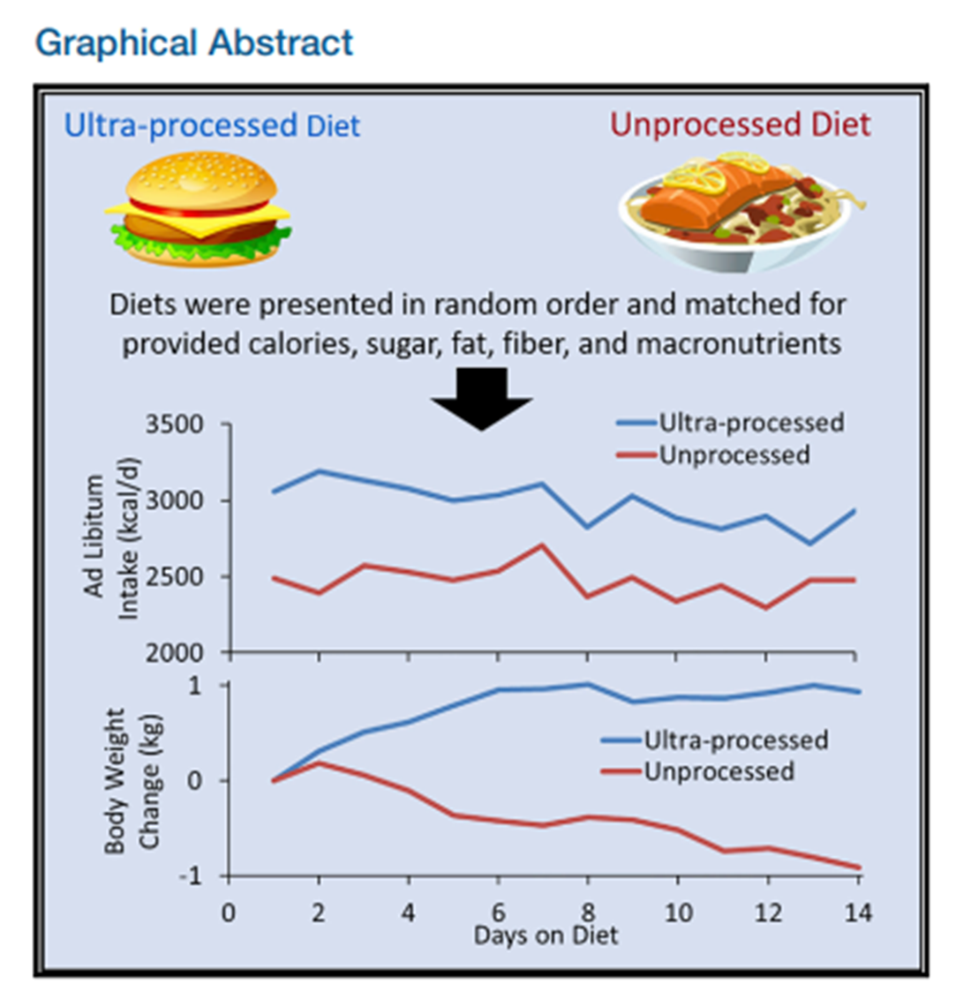 Graphical Abstract
Ultra-processed Diet
Unprocessed Diet
Diets were presented in random order and matched for
provided calories, sugar, fat, fiber, and macronutrients
Ad Libitum
Intake (kcal/d)
3500
3000
2500
2000
Ultra-processed
Unprocessed
Body Weight
Change (kg)
1
0
-1
Ultra-processed
Unprocessed
0 2 4 6 8 10 12 14
Days on Diet